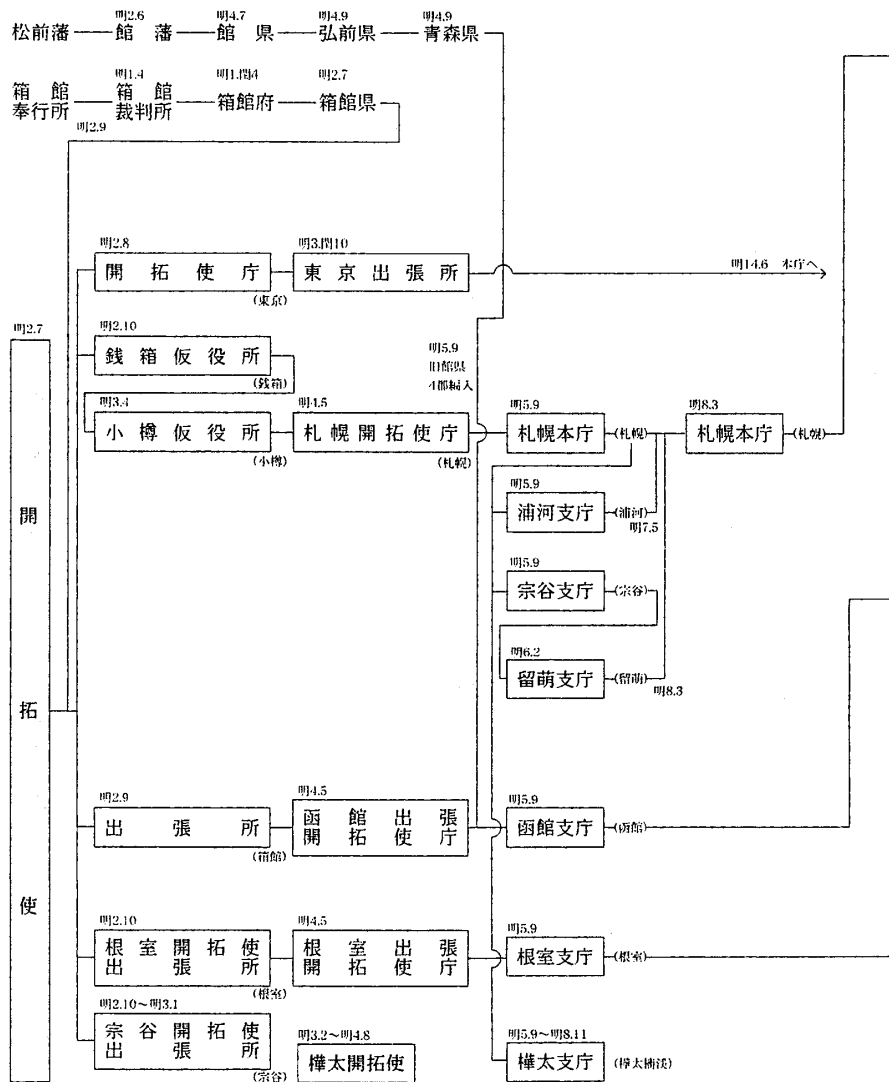 明2.6 明4.7 明4.9 明4.9
松前藩 館藩 館県 弘前県 青森県
明1.4 明1.閏4 明2.7
箱館奉行所 箱館裁判所 箱館府 箱館県
明2.9
明2.8 明3.閏10
開拓使庁 東京出張所
(東京)
明14.6 本庁へ
明2.7
開拓使
明2.10
銭箱仮役所
(銭箱)
明5.9
旧館県
4郡編入
明3.4 明4.5 明5.9 明8.3
小樽仮役所 札幌開拓使庁 札幌本庁 (札幌) 札幌本庁 (札幌)
(小樽) (札幌)
明5.9
浦河支庁 (浦河)
明7.5
明5.9
宗谷支庁 (宗谷)
明6.2
留萌支庁 (留萌)
明8.3
明2.9 明4.5 明5.9
出張所 函館出張開拓使庁 函館支庁 (函館)
(箱館)
明2.10 明4.5 明5.9
根室開拓使出張所 根室出張開拓使庁 根室支庁 (根室)
(根室)
明2.10～明3.1
宗谷開拓使出張所
(宗谷)
明3.2～明4.8
樺太開拓使
明5.9～明8.11
樺太支庁 (樺太楠渓)